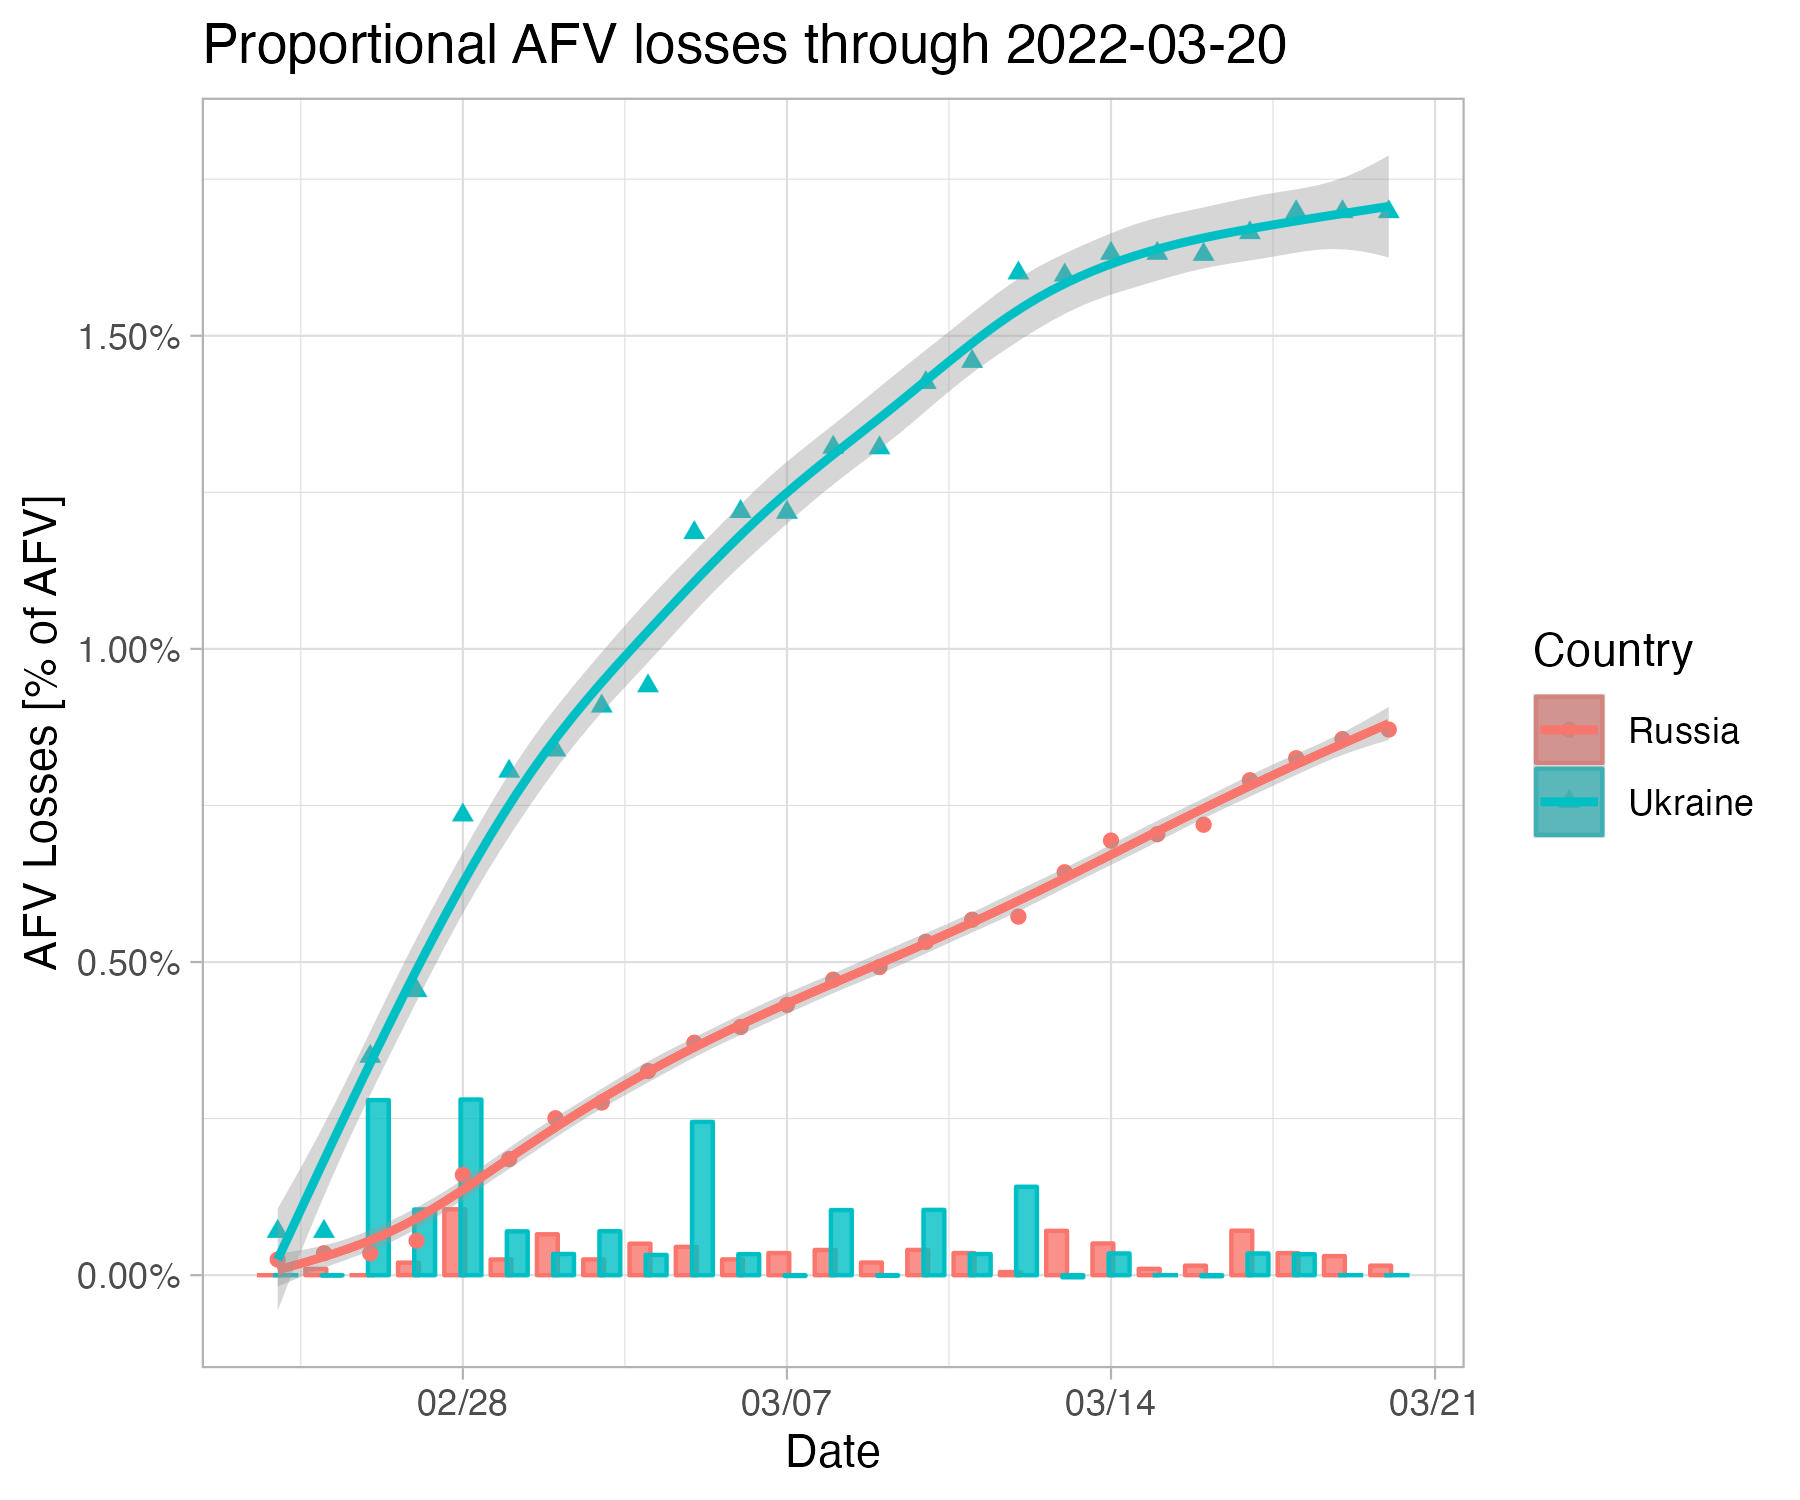 Proportional AFV losses through 2022-03-20
AFV Losses [% of AFV]
1.50%
1.00%
0.50%
0.00%
02/28
03/07
03/14
03/21
Date
Country
Russia
Ukraine